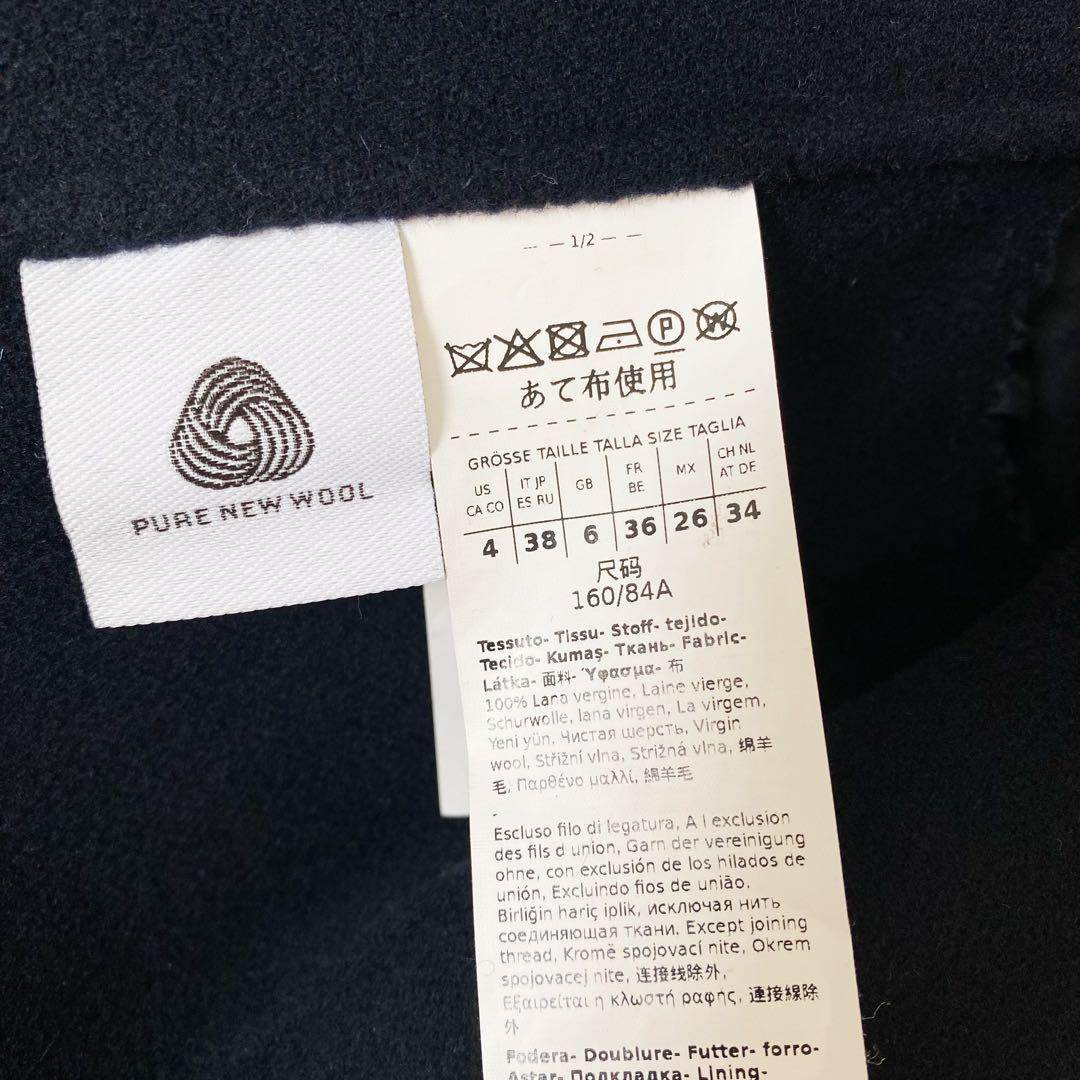 PURE NEW WOOL
-- — 1/2 — —
P
W
あて布使用
GRÖSSE TAILLE TALLA SIZE TAGLIA
US CA CO | IT JP ES RU | GB | FR BE | MX | CH NL AT DE
4 | 38 | 6 | 36 | 26 | 34
尺码
160/84A
Tessuto- Tissu- Stoff- tejido-
Tecido- Kumaş- Ткань- Fabric-
Látka- 面料- Ύφασμα- 布
100% Lana vergine, Laine vierge,
Schurwolle, lana virgen, La virgem,
Yeni yün, Чистая шерсть, Virgin
wool, Střižní vlna, Strižná vlna, 绵羊
毛, Παρθένο μαλλί, 綿羊毛
-
Escluso filo di legatura, A l exclusion
des fils d union, Garn der vereinigung
ohne, con exclusión de los hilados de
unión, Excluindo fios de união,
Birliğin hariç iplik, исключая нить
соединяющая ткани. Except joining
thread, Kromě spojovací nite, Okrem
spojovacej nite, 连接线除外,
Εξαιρείται η κλωστή ραφής, 連接線除
外
Fodera- Doublure- Futter- forro-
Astar- Подкладка- Lining-